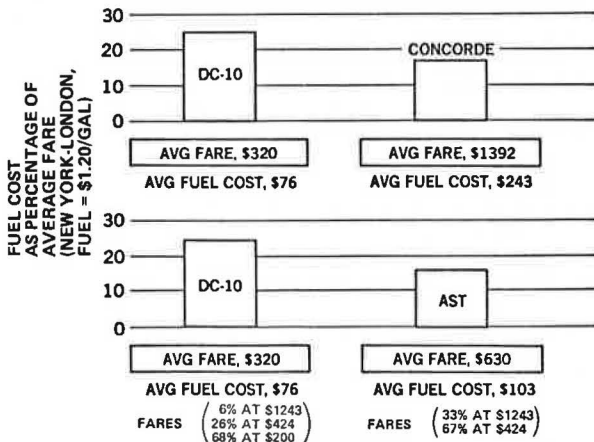 FUEL COST
AS PERCENTAGE OF
AVERAGE FARE
(NEW YORK-LONDON,
FUEL = $1.20/GAL)
30
20
10
0
DC-10
CONCORDE
AVG FARE, $320
AVG FARE, $1392
AVG FUEL COST, $76
AVG FUEL COST, $243
30
20
10
0
DC-10
AST
AVG FARE, $320
AVG FARE, $630
AVG FUEL COST, $76
AVG FUEL COST, $103
FARES
(6% AT $1243
26% AT $424
68% AT $200)
FARES
(33% AT $1243
67% AT $424)